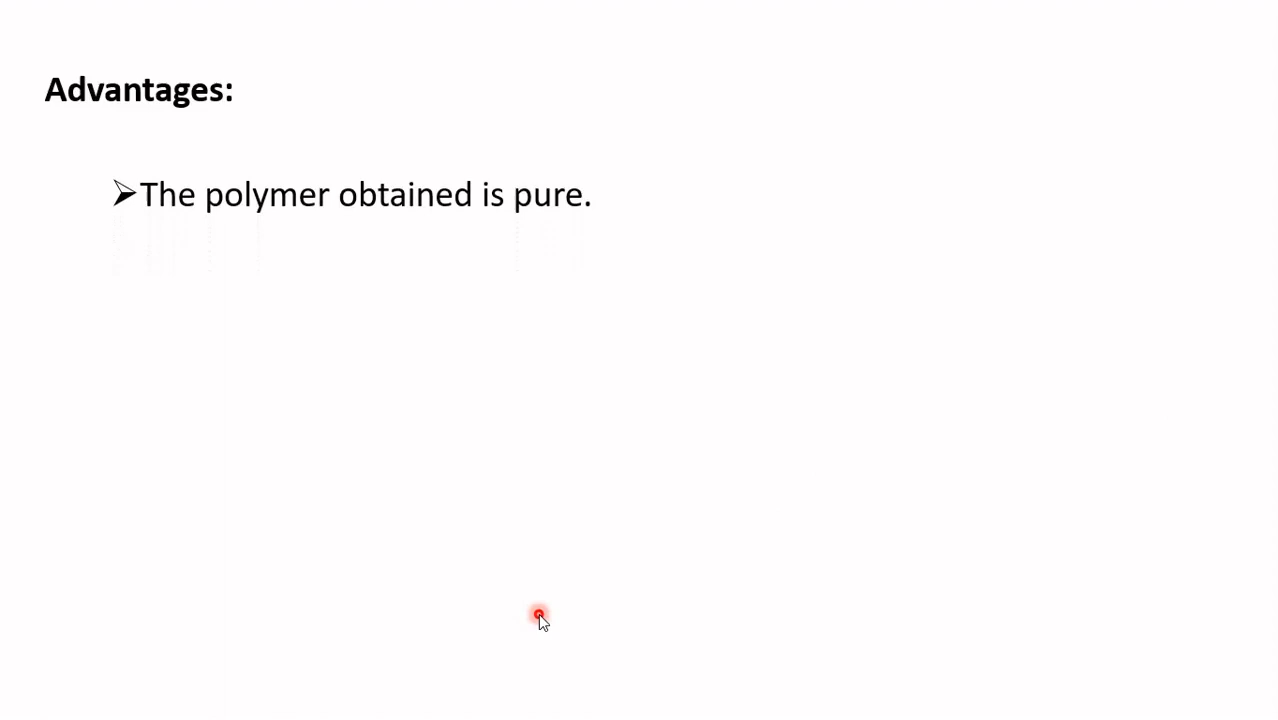 Advantages:
➢The polymer obtained is pure.